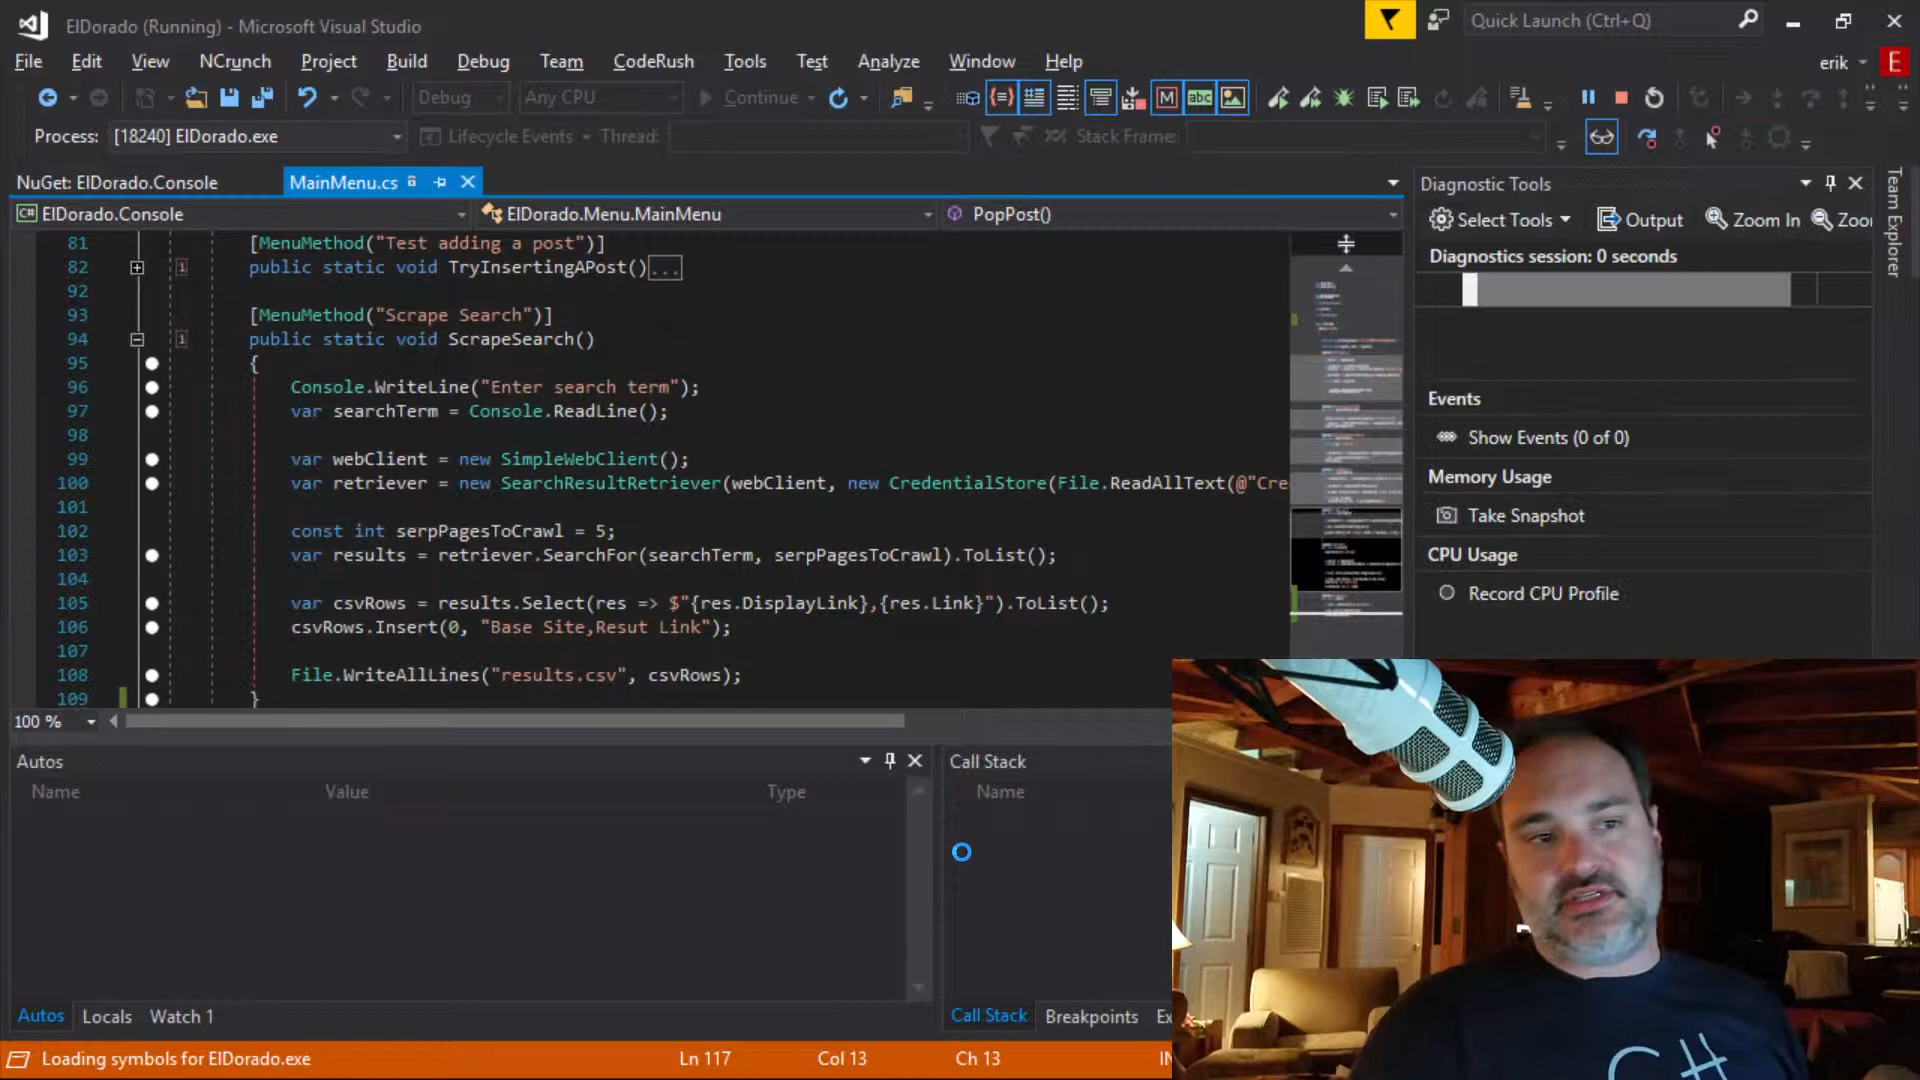 ElDorado (Running) - Microsoft Visual Studio
Quick Launch (Ctrl+Q)
File Edit View NCrunch Project Build Debug Team CodeRush Tools Test Analyze Window Help
erik E
Debug Any CPU Continue
Process: [18240] ElDorado.exe Lifecycle Events Thread: Stack Frame:
NuGet: ElDorado.Console MainMenu.cs
ElDorado.Console ElDorado.Menu.MainMenu PopPost()
81 [MenuMethod("Test adding a post")]
82 public static void TryInsertingAPost()...
92
93 [MenuMethod("Scrape Search")]
94 public static void ScrapeSearch()
95 {
96 Console.WriteLine("Enter search term");
97 var searchTerm = Console.ReadLine();
98
99 var webClient = new SimpleWebClient();
100 var retriever = new SearchResultRetriever(webClient, new CredentialStore(File.ReadAllText(@"Cre
101
102 const int serpPagesToCrawl = 5;
103 var results = retriever.SearchFor(searchTerm, serpPagesToCrawl).ToList();
104
105 var csvRows = results.Select(res => $"{res.DisplayLink},{res.Link}").ToList();
106 csvRows.Insert(0, "Base Site,Resut Link");
107
108 File.WriteAllLines("results.csv", csvRows);
109 }
100 %
Diagnostic Tools
Select Tools Output Zoom In Zoo
Diagnostics session: 0 seconds
Events
Show Events (0 of 0)
Memory Usage
Take Snapshot
CPU Usage
Record CPU Profile
Team Explorer
Autos
Name Value Type
Call Stack
Name
Autos Locals Watch 1
Call Stack Breakpoints Ex
Loading symbols for ElDorado.exe Ln 117 Col 13 Ch 13 IN
C#